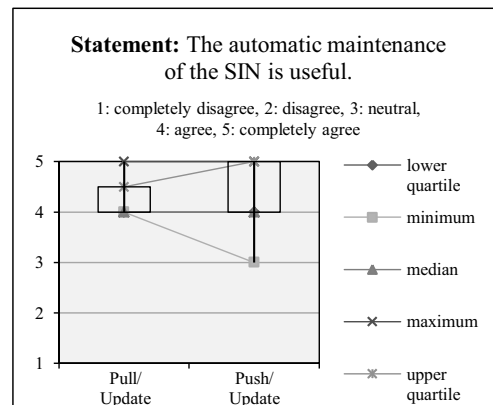 Statement: The automatic maintenance
of the SIN is useful.
1: completely disagree, 2: disagree, 3: neutral,
4: agree, 5: completely agree
5
4
3
2
1
Pull/
Update
Push/
Update
lower
quartile
minimum
median
maximum
upper
quartile